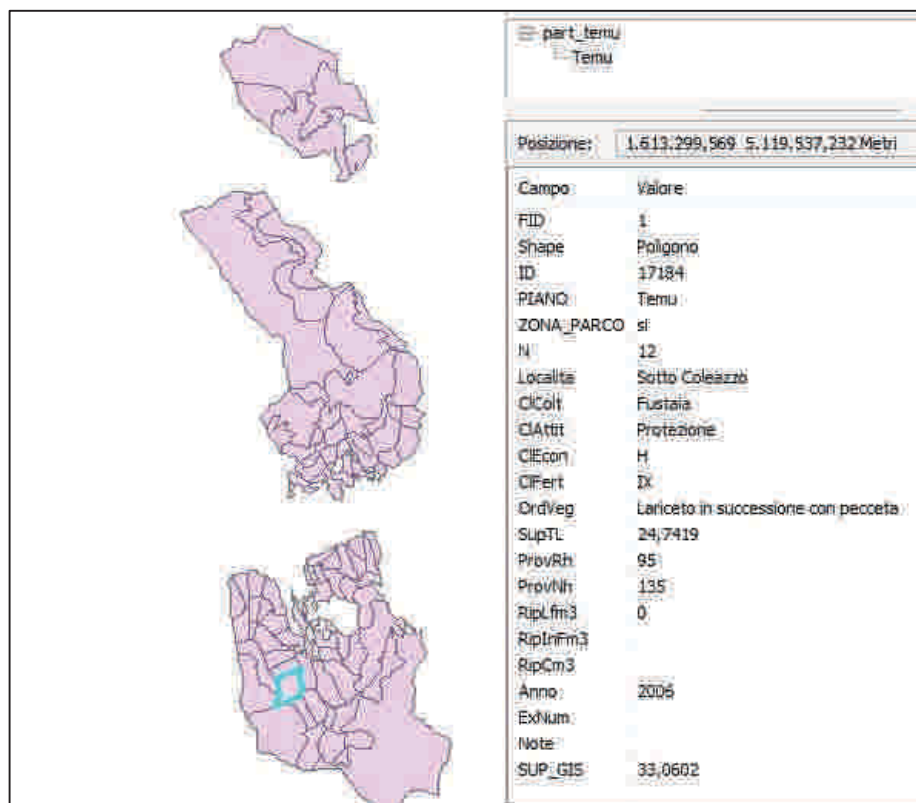 part_temu
Temu
Posizione: 1.613.299,569 5.119.537,232 Metri
Campo Valore
FID 1
Shape Poligono
ID 17184
PIANO Temu
ZONA_PARCO si
N 12
Localita Sotto Coleazzo
ClColt Fustaia
ClAttit Protezione
ClEcon H
ClFert IX
OrdVeg Lariceto in successione con pecceta
SupTL 24,7419
ProvRh 95
ProvNh 135
RipLfm3 0
RipInFm3
RipCm3
Anno 2006
ExNum
Note
SUP_GIS 33,0602